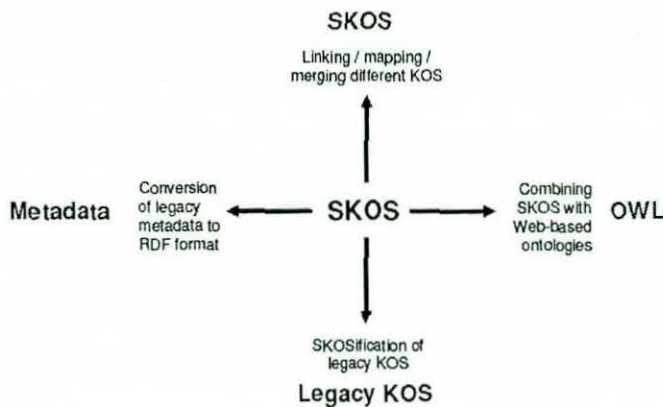 SKOS
Linking / mapping /
merging different KOS
Metadata
Conversion
of legacy
metadata to
RDF format
SKOS
Combining
SKOS with
Web-based
ontologies
OWL
SKOSification of
legacy KOS
Legacy KOS